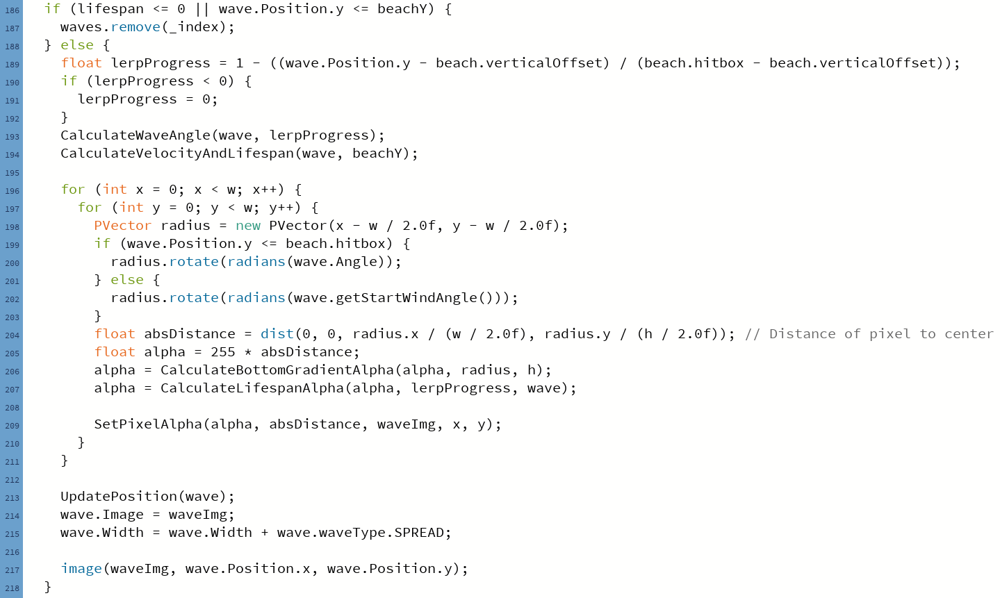 186 if (lifespan <= 0 || wave.Position.y <= beachY) {
187 waves.remove(_index);
188 } else {
189 float lerpProgress = 1 - ((wave.Position.y - beach.verticalOffset) / (beach.hitbox - beach.verticalOffset));
190 if (lerpProgress < 0) {
191 lerpProgress = 0;
192 }
193 CalculateWaveAngle(wave, lerpProgress);
194 CalculateVelocityAndLifespan(wave, beachY);
195
196 for (int x = 0; x < w; x++) {
197 for (int y = 0; y < w; y++) {
198 PVector radius = new PVector(x - w / 2.0f, y - w / 2.0f);
199 if (wave.Position.y <= beach.hitbox) {
200 radius.rotate(radians(wave.Angle));
201 } else {
202 radius.rotate(radians(wave.getStartWindAngle()));
203 }
204 float absDistance = dist(0, 0, radius.x / (w / 2.0f), radius.y / (h / 2.0f)); // Distance of pixel to center
205 float alpha = 255 * absDistance;
206 alpha = CalculateBottomGradientAlpha(alpha, radius, h);
207 alpha = CalculateLifespanAlpha(alpha, lerpProgress, wave);
208
209 SetPixelAlpha(alpha, absDistance, waveImg, x, y);
210 }
211 }
212
213 UpdatePosition(wave);
214 wave.Image = waveImg;
215 wave.Width = wave.Width + wave.waveType.SPREAD;
216
217 image(waveImg, wave.Position.x, wave.Position.y);
218 }